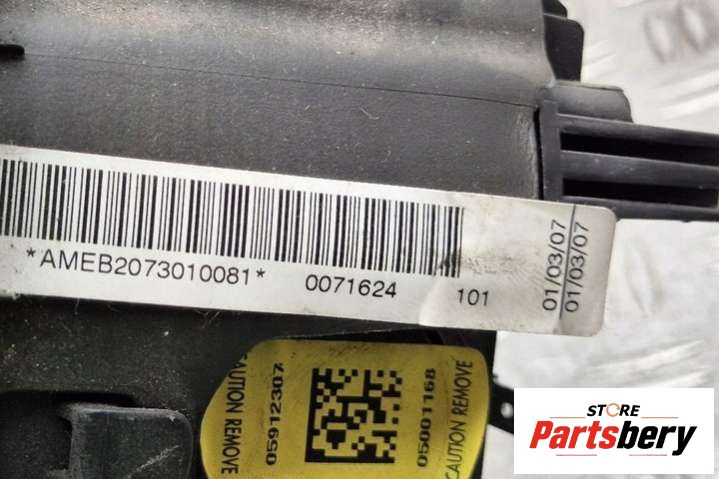 *AMEB2073010081* 0071624 101
01/03/07
01/03/07
CAUTION REMOVE
05912307
05001168
CAUTION REMOVE
STORE
Partsbery